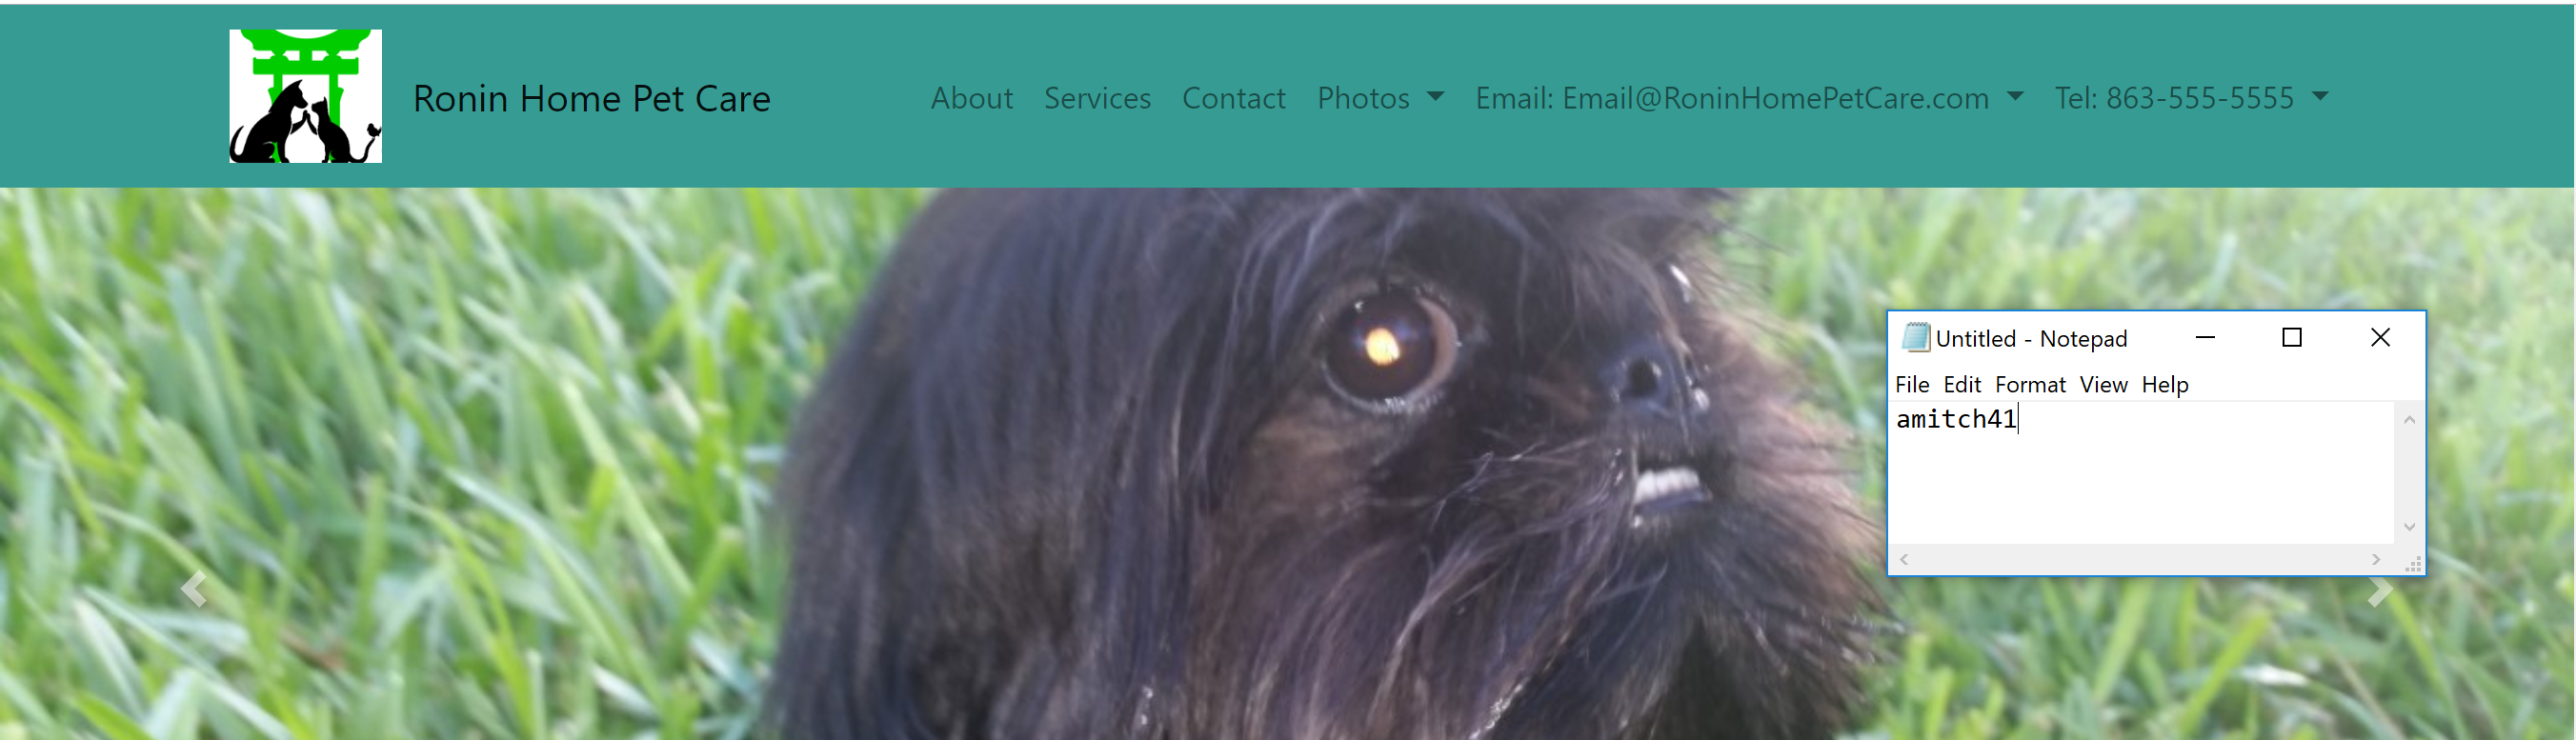 Ronin Home Pet Care About Services Contact Photos Email: Email@RoninHomePetCare.com Tel: 863-555-5555
Untitled - Notepad
File Edit Format View Help
amitch41